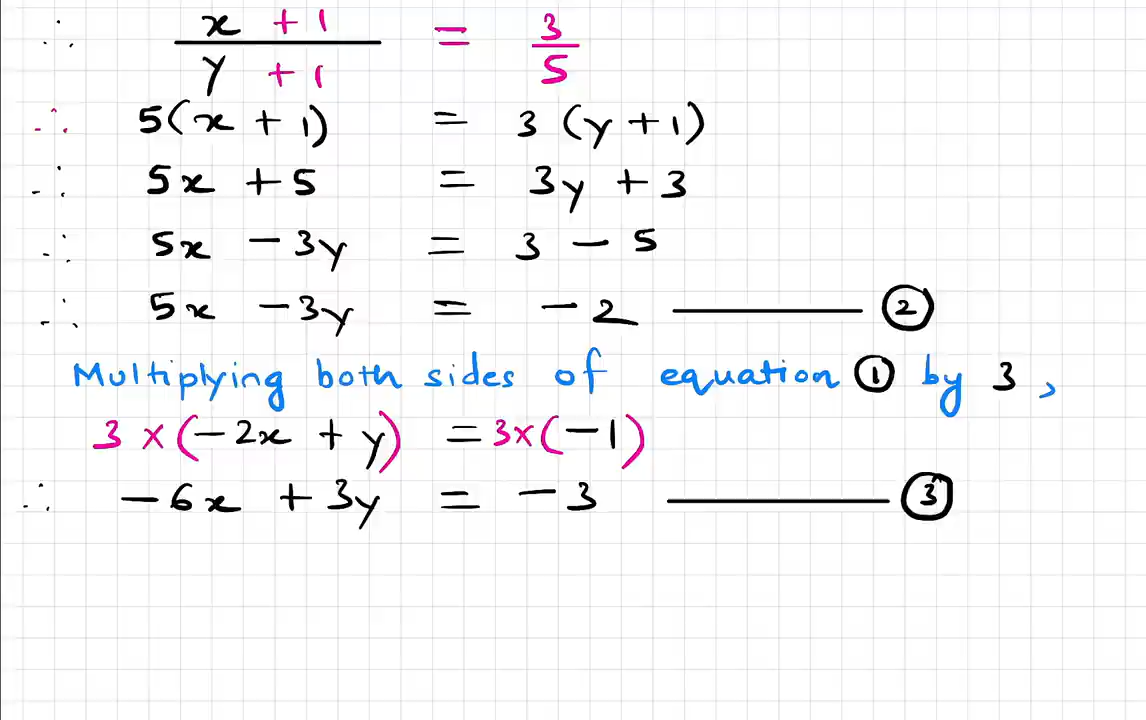 ∴ (x + 1)/(y + 1) = 3/5
∴ 5(x + 1) = 3 (y + 1)
∴ 5x + 5 = 3y + 3
∴ 5x - 3y = 3 - 5
∴ 5x - 3y = -2 ——— ②
Multiplying both sides of equation ① by 3,
3 × (-2x + y) = 3×(-1)
∴ -6x + 3y = -3 ——— ③